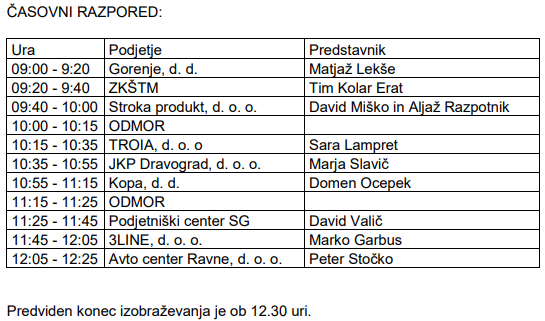 ČASOVNI RAZPORED:
Ura Podjetje Predstavnik
09:00 - 9:20 Gorenje, d. d. Matjaž Lekše
09:20 - 9:40 ZKŠTM Tim Kolar Erat
09:40 - 10:00 Stroka produkt, d. o. o. David Miško in Aljaž Razpotnik
10:00 - 10:15 ODMOR
10:15 - 10:35 TROIA, d. o. o Sara Lampret
10:35 - 10:55 JKP Dravograd, d. o. o. Marja Slavič
10:55 - 11:15 Kopa, d. d. Domen Ocepek
11:15 - 11:25 ODMOR
11:25 - 11:45 Podjetniški center SG David Valič
11:45 - 12:05 3LINE, d. o. o. Marko Garbus
12:05 - 12:25 Avto center Ravne, d. o. o. Peter Stočko
Predviden konec izobraževanja je ob 12.30 uri.